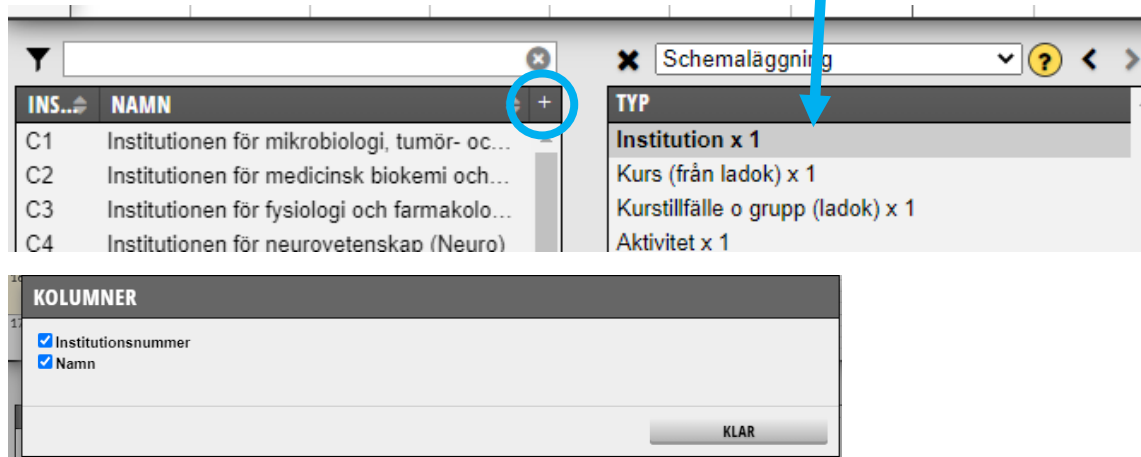 Schemaläggning
?
INS..
NAMN
+
TYP
C1 Institutionen för mikrobiologi, tumör- oc...
Institution x 1
C2 Institutionen för medicinsk biokemi och...
Kurs (från ladok) x 1
C3 Institutionen för fysiologi och farmakolo...
Kurstillfälle o grupp (ladok) x 1
C4 Institutionen för neurovetenskap (Neuro)
Aktivitet x 1
KOLUMNER
17
Institutionsnummer
Namn
KLAR